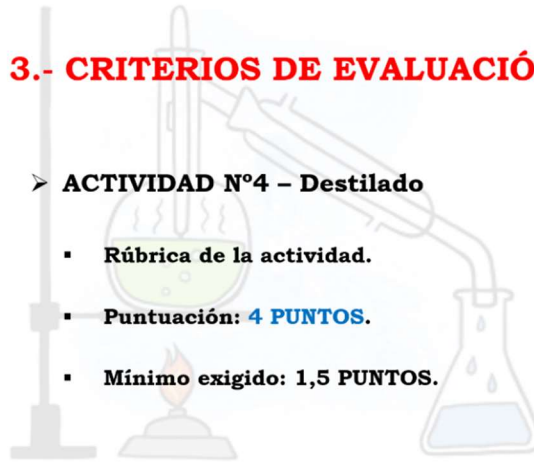 3.- CRITERIOS DE EVALUACIÓ
➢ ACTIVIDAD Nº4 – Destilado
▪ Rúbrica de la actividad.
▪ Puntuación: 4 PUNTOS.
▪ Mínimo exigido: 1,5 PUNTOS.